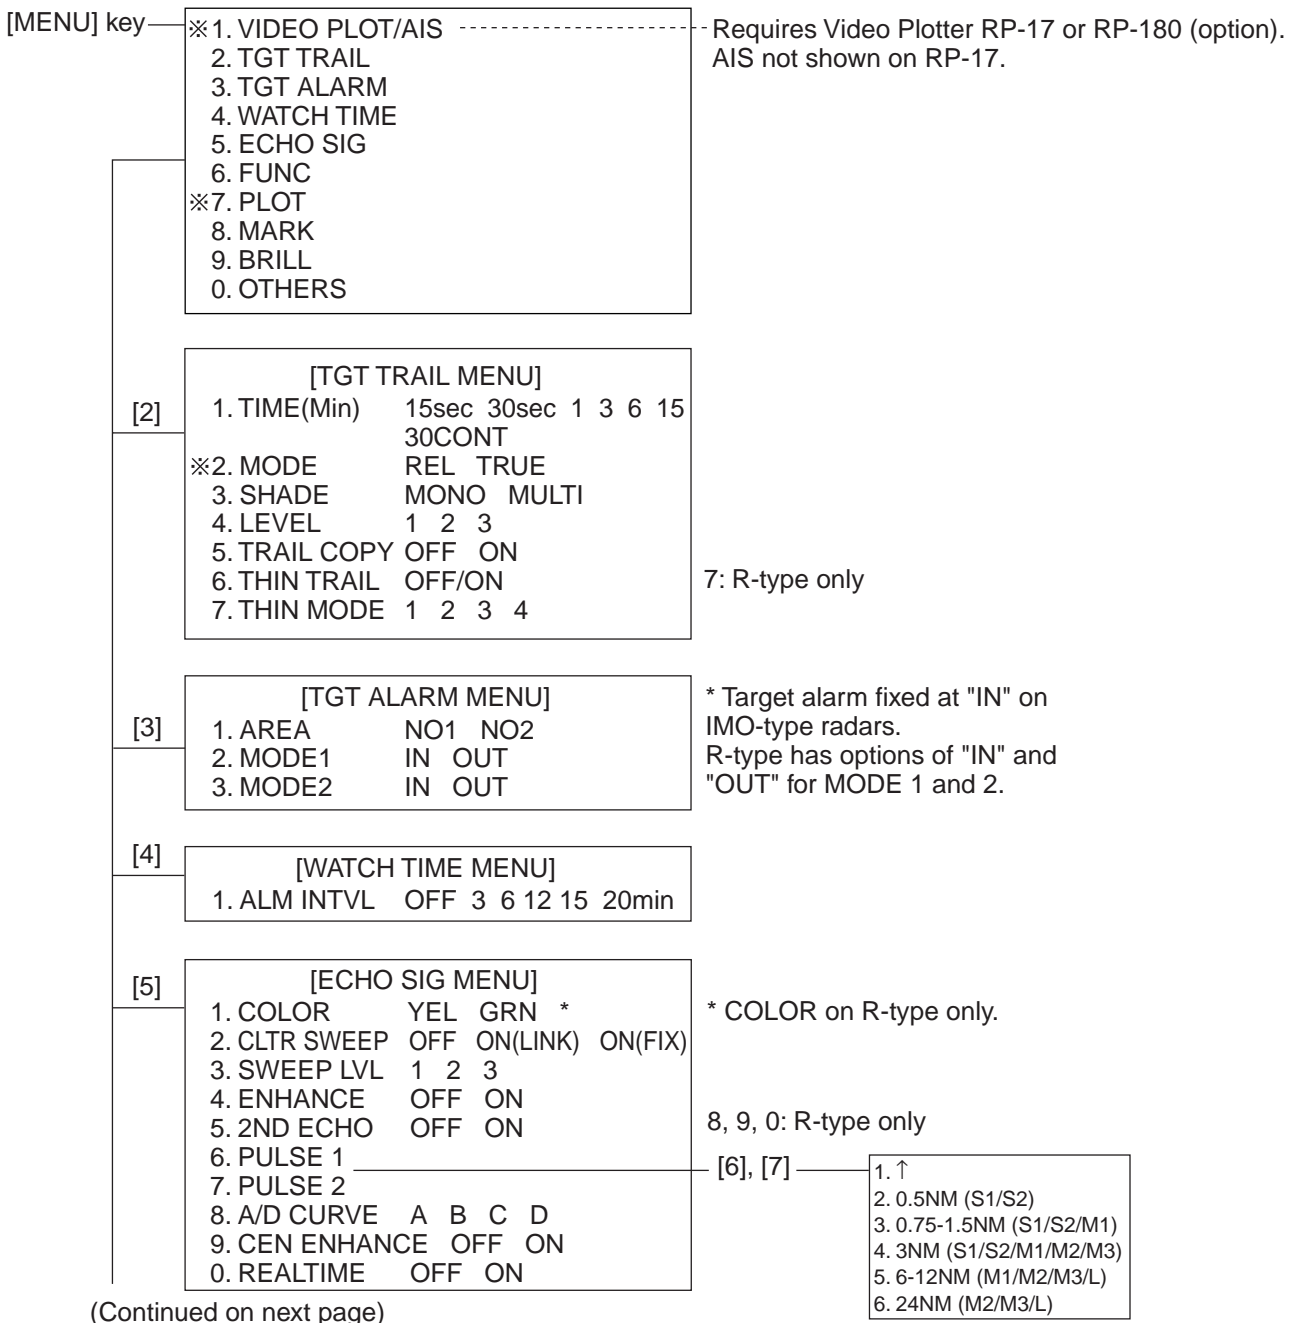 [MENU] key
※1. VIDEO PLOT/AIS
2. TGT TRAIL
3. TGT ALARM
4. WATCH TIME
5. ECHO SIG
6. FUNC
※7. PLOT
8. MARK
9. BRILL
0. OTHERS
Requires Video Plotter RP-17 or RP-180 (option).
AIS not shown on RP-17.
[2]
[TGT TRAIL MENU]
1. TIME(Min) 15sec 30sec 1 3 6 15
30CONT
※2. MODE REL TRUE
3. SHADE MONO MULTI
4. LEVEL 1 2 3
5. TRAIL COPY OFF ON
6. THIN TRAIL OFF/ON
7. THIN MODE 1 2 3 4
7: R-type only
[3]
[TGT ALARM MENU]
1. AREA NO1 NO2
2. MODE1 IN OUT
3. MODE2 IN OUT
* Target alarm fixed at "IN" on
IMO-type radars.
R-type has options of "IN" and
"OUT" for MODE 1 and 2.
[4]
[WATCH TIME MENU]
1. ALM INTVL OFF 3 6 12 15 20min
[5]
[ECHO SIG MENU]
1. COLOR YEL GRN *
2. CLTR SWEEP OFF ON(LINK) ON(FIX)
3. SWEEP LVL 1 2 3
4. ENHANCE OFF ON
5. 2ND ECHO OFF ON
6. PULSE 1
7. PULSE 2
8. A/D CURVE A B C D
9. CEN ENHANCE OFF ON
0. REALTIME OFF ON
* COLOR on R-type only.
8, 9, 0: R-type only
[6], [7]
1. ↑
2. 0.5NM (S1/S2)
3. 0.75-1.5NM (S1/S2/M1)
4. 3NM (S1/S2/M1/M2/M3)
5. 6-12NM (M1/M2/M3/L)
6. 24NM (M2/M3/L)
(Continued on next page)